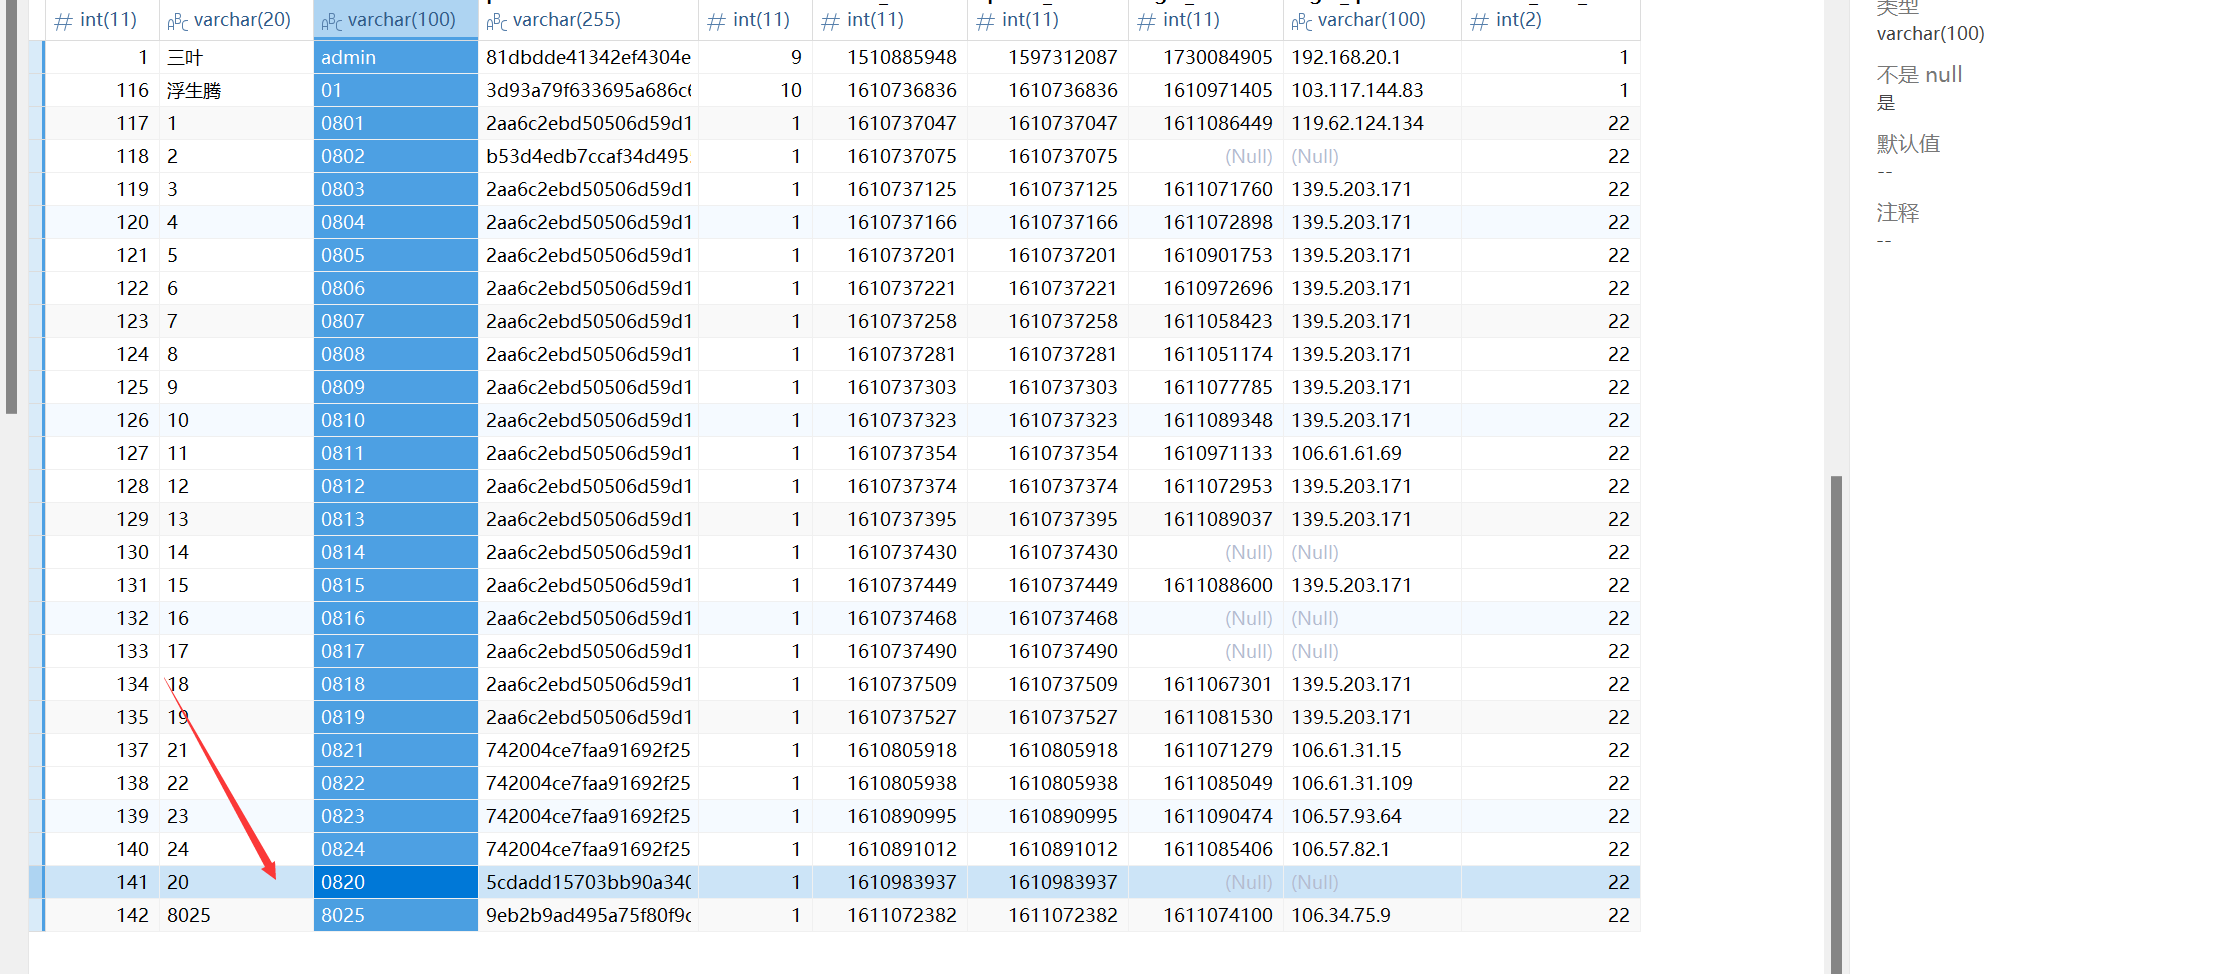 int(11) varchar(20) varchar(100) varchar(255) int(11) int(11) int(11) int(11) varchar(100) int(2)
1 三叶 admin 81dbdde41342ef4304e 9 1510885948 1597312087 1730084905 192.168.20.1 1
116 浮生腾 01 3d93a79f633695a686c6 10 1610736836 1610736836 1610971405 103.117.144.83 1
117 1 0801 2aa6c2ebd50506d59d1 1 1610737047 1610737047 1611086449 119.62.124.134 22
118 2 0802 b53d4edb7ccaf34d495 1 1610737075 1610737075 (Null) (Null) 22
119 3 0803 2aa6c2ebd50506d59d1 1 1610737125 1610737125 1611071760 139.5.203.171 22
120 4 0804 2aa6c2ebd50506d59d1 1 1610737166 1610737166 1611072898 139.5.203.171 22
121 5 0805 2aa6c2ebd50506d59d1 1 1610737201 1610737201 1610901753 139.5.203.171 22
122 6 0806 2aa6c2ebd50506d59d1 1 1610737221 1610737221 1610972696 139.5.203.171 22
123 7 0807 2aa6c2ebd50506d59d1 1 1610737258 1610737258 1611058423 139.5.203.171 22
124 8 0808 2aa6c2ebd50506d59d1 1 1610737281 1610737281 1611051174 139.5.203.171 22
125 9 0809 2aa6c2ebd50506d59d1 1 1610737303 1610737303 1611077785 139.5.203.171 22
126 10 0810 2aa6c2ebd50506d59d1 1 1610737323 1610737323 1611089348 139.5.203.171 22
127 11 0811 2aa6c2ebd50506d59d1 1 1610737354 1610737354 1610971133 106.61.61.69 22
128 12 0812 2aa6c2ebd50506d59d1 1 1610737374 1610737374 1611072953 139.5.203.171 22
129 13 0813 2aa6c2ebd50506d59d1 1 1610737395 1610737395 1611089037 139.5.203.171 22
130 14 0814 2aa6c2ebd50506d59d1 1 1610737430 1610737430 (Null) (Null) 22
131 15 0815 2aa6c2ebd50506d59d1 1 1610737449 1610737449 1611088600 139.5.203.171 22
132 16 0816 2aa6c2ebd50506d59d1 1 1610737468 1610737468 (Null) (Null) 22
133 17 0817 2aa6c2ebd50506d59d1 1 1610737490 1610737490 (Null) (Null) 22
134 18 0818 2aa6c2ebd50506d59d1 1 1610737509 1610737509 1611067301 139.5.203.171 22
135 19 0819 2aa6c2ebd50506d59d1 1 1610737527 1610737527 1611081530 139.5.203.171 22
137 21 0821 742004ce7faa91692f25 1 1610805918 1610805918 1611071279 106.61.31.15 22
138 22 0822 742004ce7faa91692f25 1 1610805938 1610805938 1611085049 106.61.31.109 22
139 23 0823 742004ce7faa91692f25 1 1610890995 1610890995 1611090474 106.57.93.64 22
140 24 0824 742004ce7faa91692f25 1 1610891012 1610891012 1611085406 106.57.82.1 22
141 20 0820 5cdadd15703bb90a340 1 1610983937 1610983937 (Null) (Null) 22
142 8025 8025 9eb2b9ad495a75f80f9c 1 1611072382 1611072382 1611074100 106.34.75.9 22
类型
varchar(100)
不是 null
是
默认值
--
注释
--